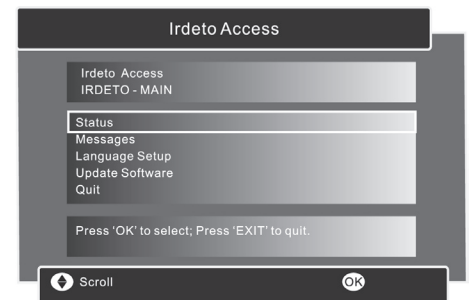 Irdeto Access
Irdeto Access
IRDETO - MAIN
Status
Messages
Language Setup
Update Software
Quit
Press 'OK' to select; Press 'EXIT' to quit.
Scroll
OK